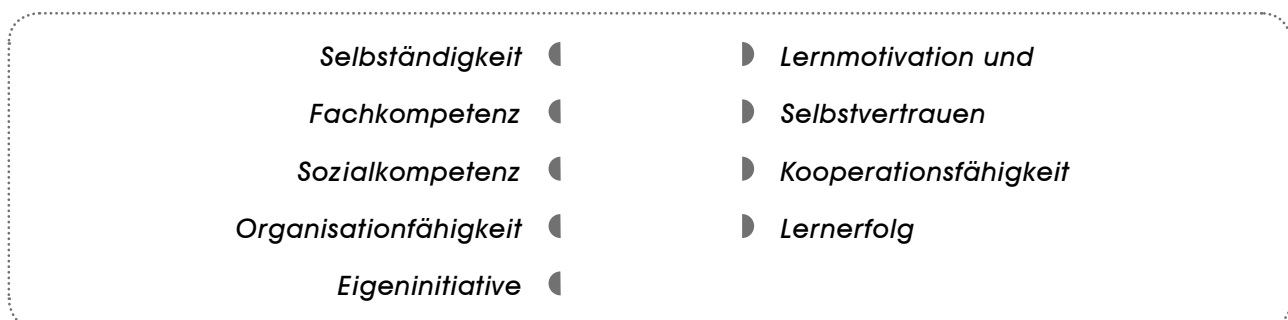 Selbständigkeit
Fachkompetenz
Sozialkompetenz
Organisationfähigkeit
Eigeninitiative
Lernmotivation und
Selbstvertrauen
Kooperationsfähigkeit
Lernerfolg